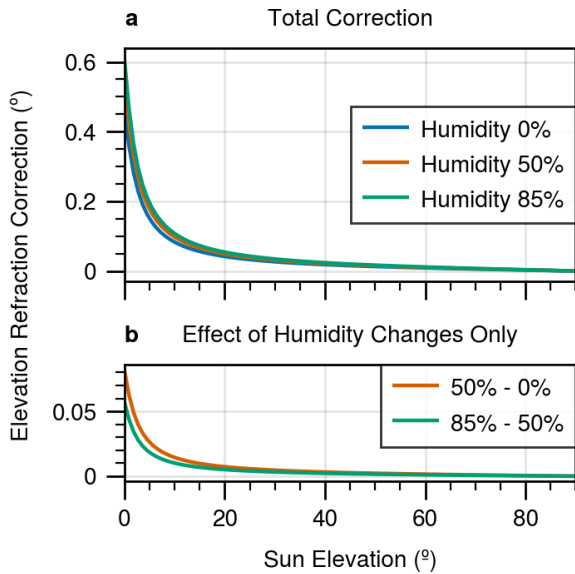 a Total Correction
Elevation Refraction Correction (°)
0.6
0.4
0.2
0
Humidity 0%
Humidity 50%
Humidity 85%
b Effect of Humidity Changes Only
0.05
0
50% - 0%
85% - 50%
0 20 40 60 80
Sun Elevation (º)